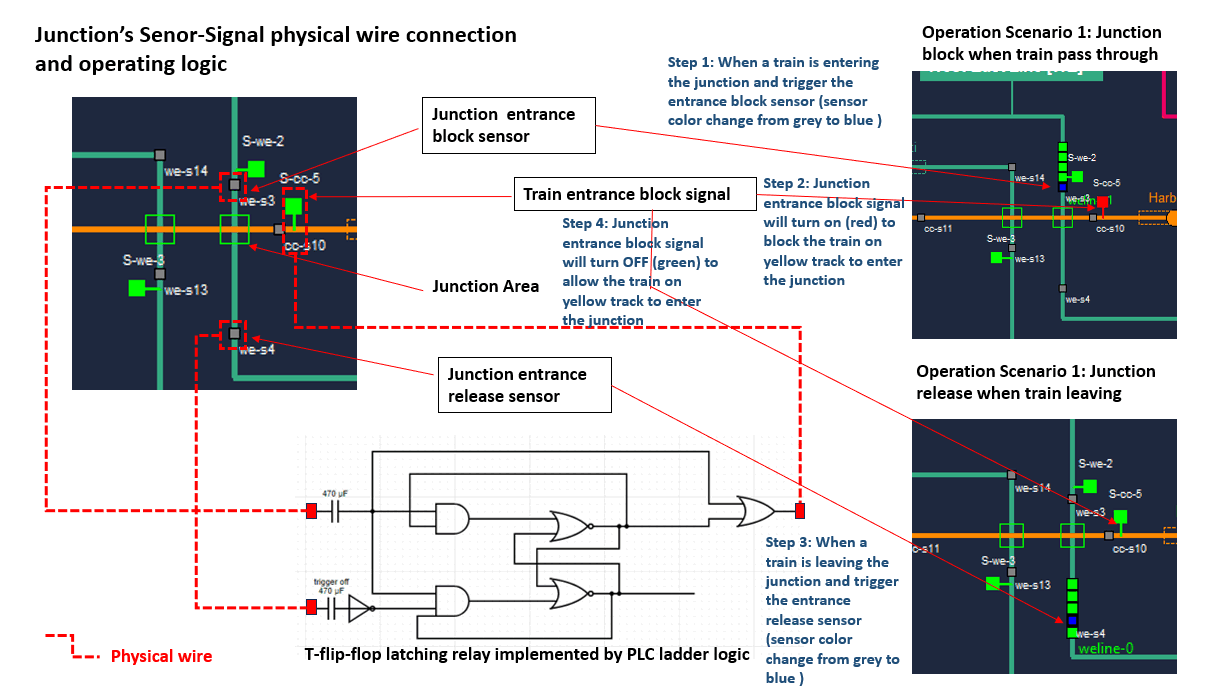 Junction's Senor-Signal physical wire connection
and operating logic
Operation Scenario 1: Junction
block when train pass through
Step 1: When a train is entering
the junction and trigger the
entrance block sensor (sensor
color change from grey to blue )
Junction entrance
block sensor
Train entrance block signal
Step 2: Junction
entrance block signal
will turn on (red) to
block the train on
yellow track to enter
the junction
Step 4: Junction
entrance block signal
will turn OFF (green) to
allow the train on
yellow track to enter
the junction
Junction Area
Junction entrance
release sensor
S-we-2
we-s14
S-cc-5
we-s3
cc-s10
S-we-3
we-s13
we-s4
S-we-2
we-s14
S-cc-5
we-s3
Harb
cc-s11
cc-s10
S-we-3
we-s13
we-s4
Operation Scenario 1: Junction
release when train leaving
S-we-2
we-s14
S-cc-5
we-s3
c-s11
cc-s10
S-we-3
we-s13
we-s4
weline-0
470 μF
trigger off
470 μF
Step 3: When a
train is leaving the
junction and trigger
the entrance
release sensor
(sensor color
change from grey to
blue )
T-flip-flop latching relay implemented by PLC ladder logic
Physical wire